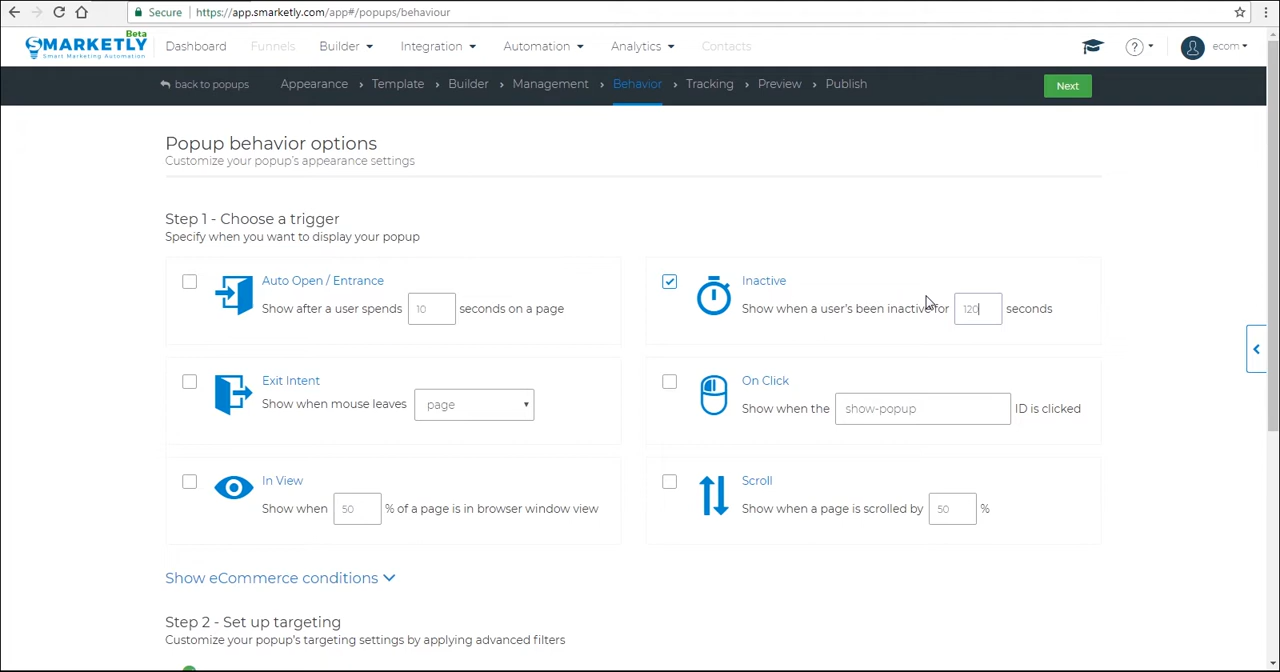 Secure https://app.smarketly.com/app#/popups/behaviour
SMARKETLY Beta
Smart Marketing Automation
Dashboard Funnels Builder Integration Automation Analytics Contacts ? ecom
back to popups Appearance › Template › Builder › Management › Behavior › Tracking › Preview › Publish Next
Popup behavior options
Customize your popup's appearance settings
Step 1 - Choose a trigger
Specify when you want to display your popup
Auto Open / Entrance
Show after a user spends 10 seconds on a page
Inactive
Show when a user's been inactive for 120 seconds
Exit Intent
Show when mouse leaves page
On Click
Show when the show-popup ID is clicked
In View
Show when 50 % of a page is in browser window view
Scroll
Show when a page is scrolled by 50 %
Show eCommerce conditions
Step 2 - Set up targeting
Customize your popup's targeting settings by applying advanced filters